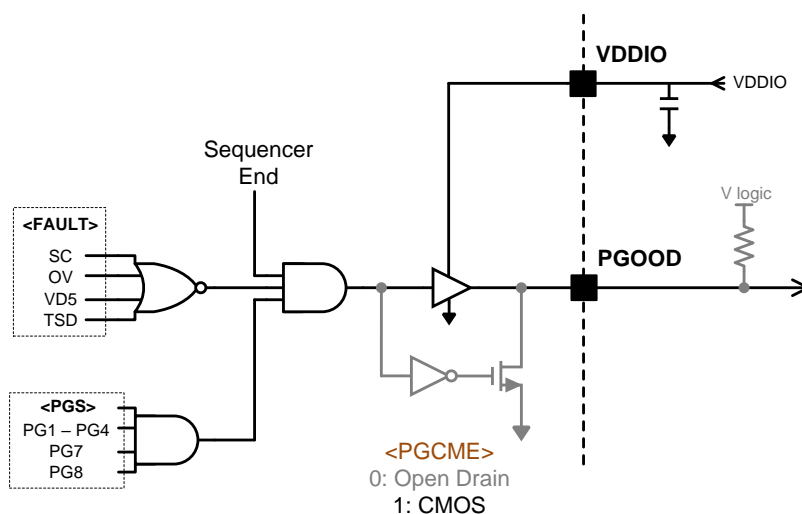 VDDIO
VDDIO
Sequencer
End
V logic
<FAULT>
SC
OV
VD5
TSD
PGOOD
<PGS>
PG1 – PG4
PG7
PG8
<PGCME>
0: Open Drain
1: CMOS